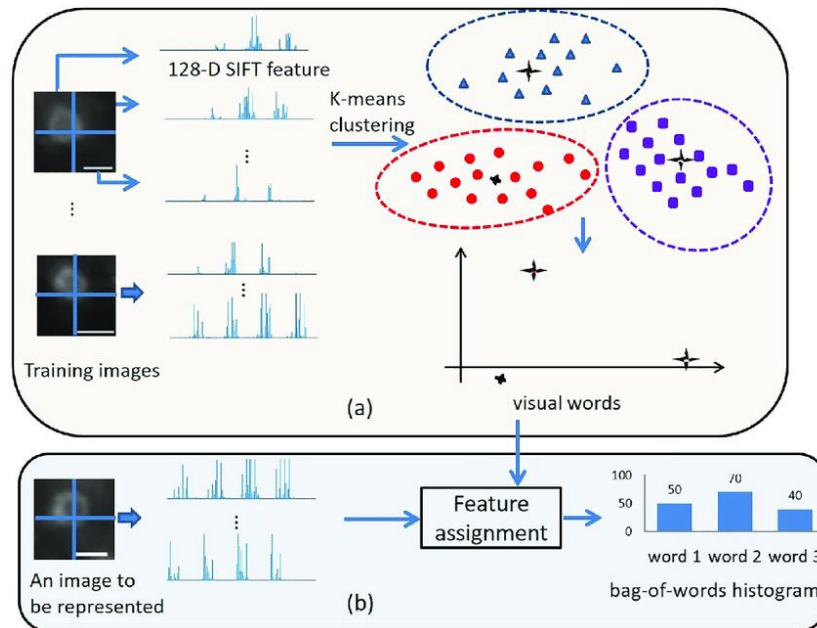 128-D SIFT feature
K-means
clustering
Training images
(a)
visual words
An image to
be represented
(b)
Feature
assignment
100
50
0
50
70
40
word 1 word 2 word 3
bag-of-words histogram